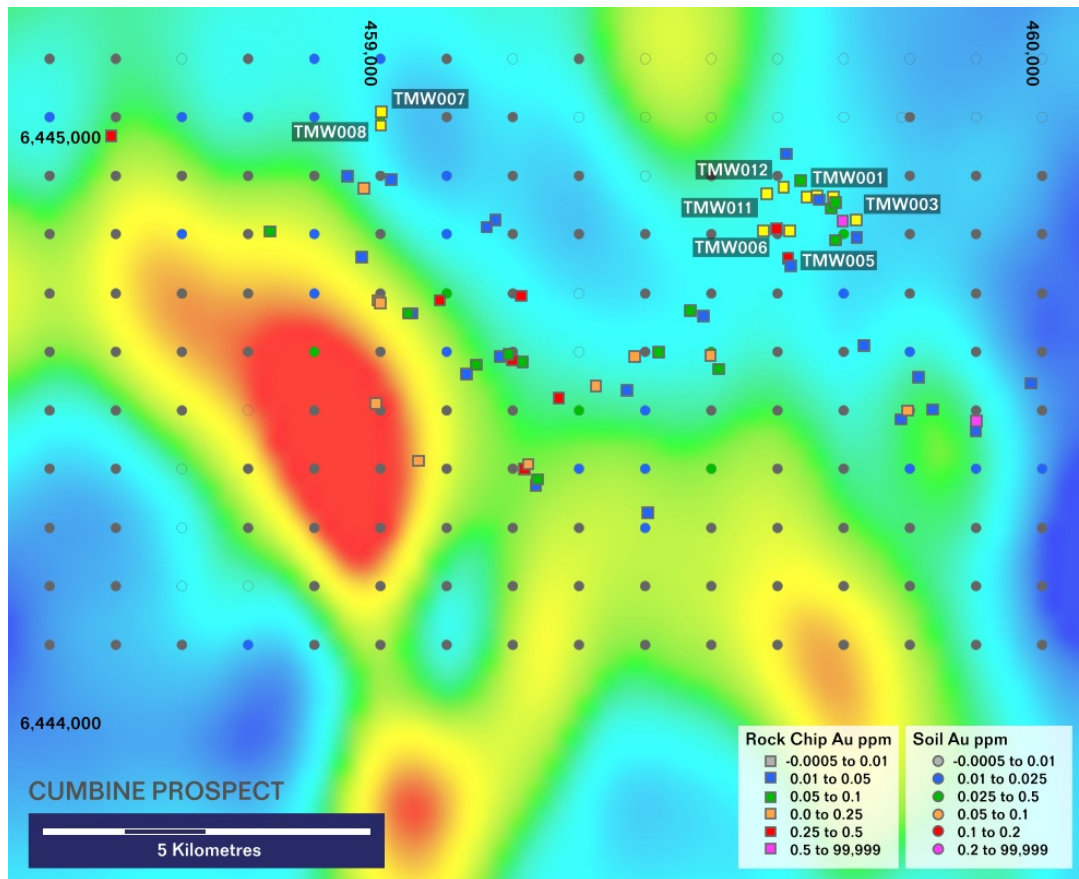 459,000
460,000
TMW007
6,445,000
TMW008
TMW012
TMW001
TMW011
TMW003
TMW006
TMW005
6,444,000
CUMBINE PROSPECT
5 Kilometres
Rock Chip Au ppm
-0.0005 to 0.01
0.01 to 0.05
0.05 to 0.1
0.0 to 0.25
0.25 to 0.5
0.5 to 99,999
Soil Au ppm
-0.0005 to 0.01
0.01 to 0.025
0.025 to 0.5
0.05 to 0.1
0.1 to 0.2
0.2 to 99,999